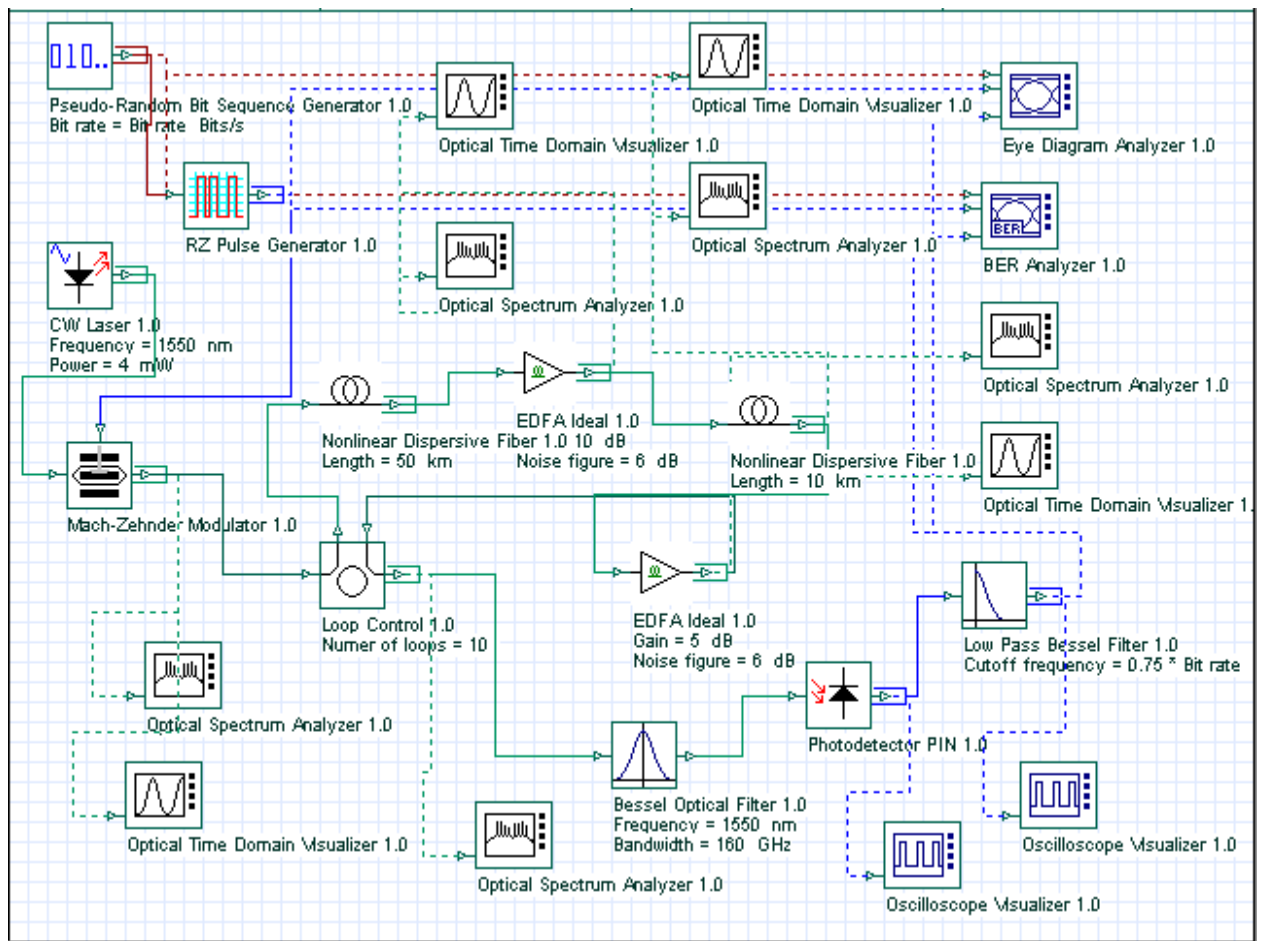 010..
Pseudo-Random Bit Sequence Generator 1.0
Bit rate = Bit rate Bits/s
Optical Time Domain Visualizer 1.0
Optical Time Domain Visualizer 1.0
Eye Diagram Analyzer 1.0
RZ Pulse Generator 1.0
Optical Spectrum Analyzer 1.0
BER
BER Analyzer 1.0
CW Laser 1.0
Frequency = 1550 nm
Power = 4 mW
Optical Spectrum Analyzer 1.0
Optical Spectrum Analyzer 1.0
Nonlinear Dispersive Fiber 1.0 10 dB
Length = 50 km
EDFA Ideal 1.0
Noise figure = 6 dB
Nonlinear Dispersive Fiber 1.0
Length = 10 km
Optical Time Domain Visualizer 1.
Mach-Zehnder Modulator 1.0
Loop Control 1.0
Numer of loops = 10
EDFA Ideal 1.0
Gain = 5 dB
Noise figure = 6 dB
Low Pass Bessel Filter 1.0
Cutoff frequency = 0.75 * Bit rate
Optical Spectrum Analyzer 1.0
Photodetector PIN 1.0
Optical Time Domain Visualizer 1.0
Bessel Optical Filter 1.0
Frequency = 1550 nm
Bandwidth = 160 GHz
Oscilloscope Visualizer 1.0
Optical Spectrum Analyzer 1.0
Oscilloscope Visualizer 1.0